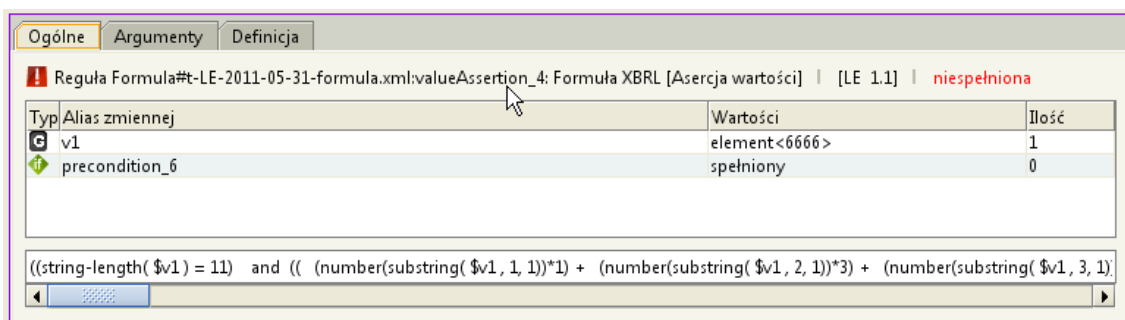 Ogólne Argumenty Definicja
Reguła Formula#t-LE-2011-05-31-formula.xml:valueAssertion_4: Formuła XBRL [Asercja wartości] | [LE 1.1] | niespełniona
Typ Alias zmiennej Wartości Ilość
G v1 element<6666> 1
if precondition_6 spełniony 0
((string-length( $v1 ) = 11) and (( (number(substring( $v1 , 1, 1))*1) + (number(substring( $v1 , 2, 1))*3) + (number(substring( $v1 , 3, 1)